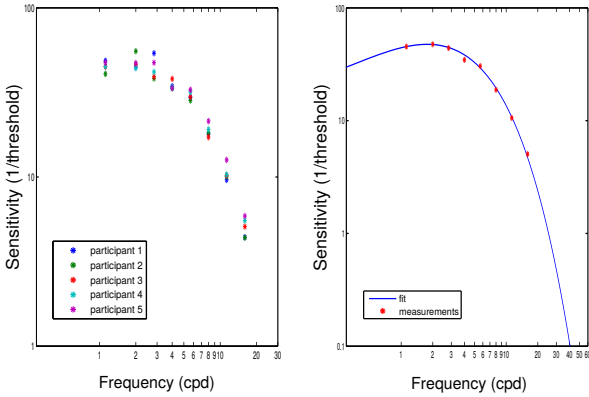 100
10
1
Sensitivity (1/threshold)
participant 1
participant 2
participant 3
participant 4
participant 5
1 2 3 4 5 6 7 8 9 10 20 30
Frequency (cpd)
100
10
1
0.1
Sensitivity (1/threshold)
fit
measurements
1 2 3 4 5 6 7 8 9 10 20 30 40 50 60
Frequency (cpd)